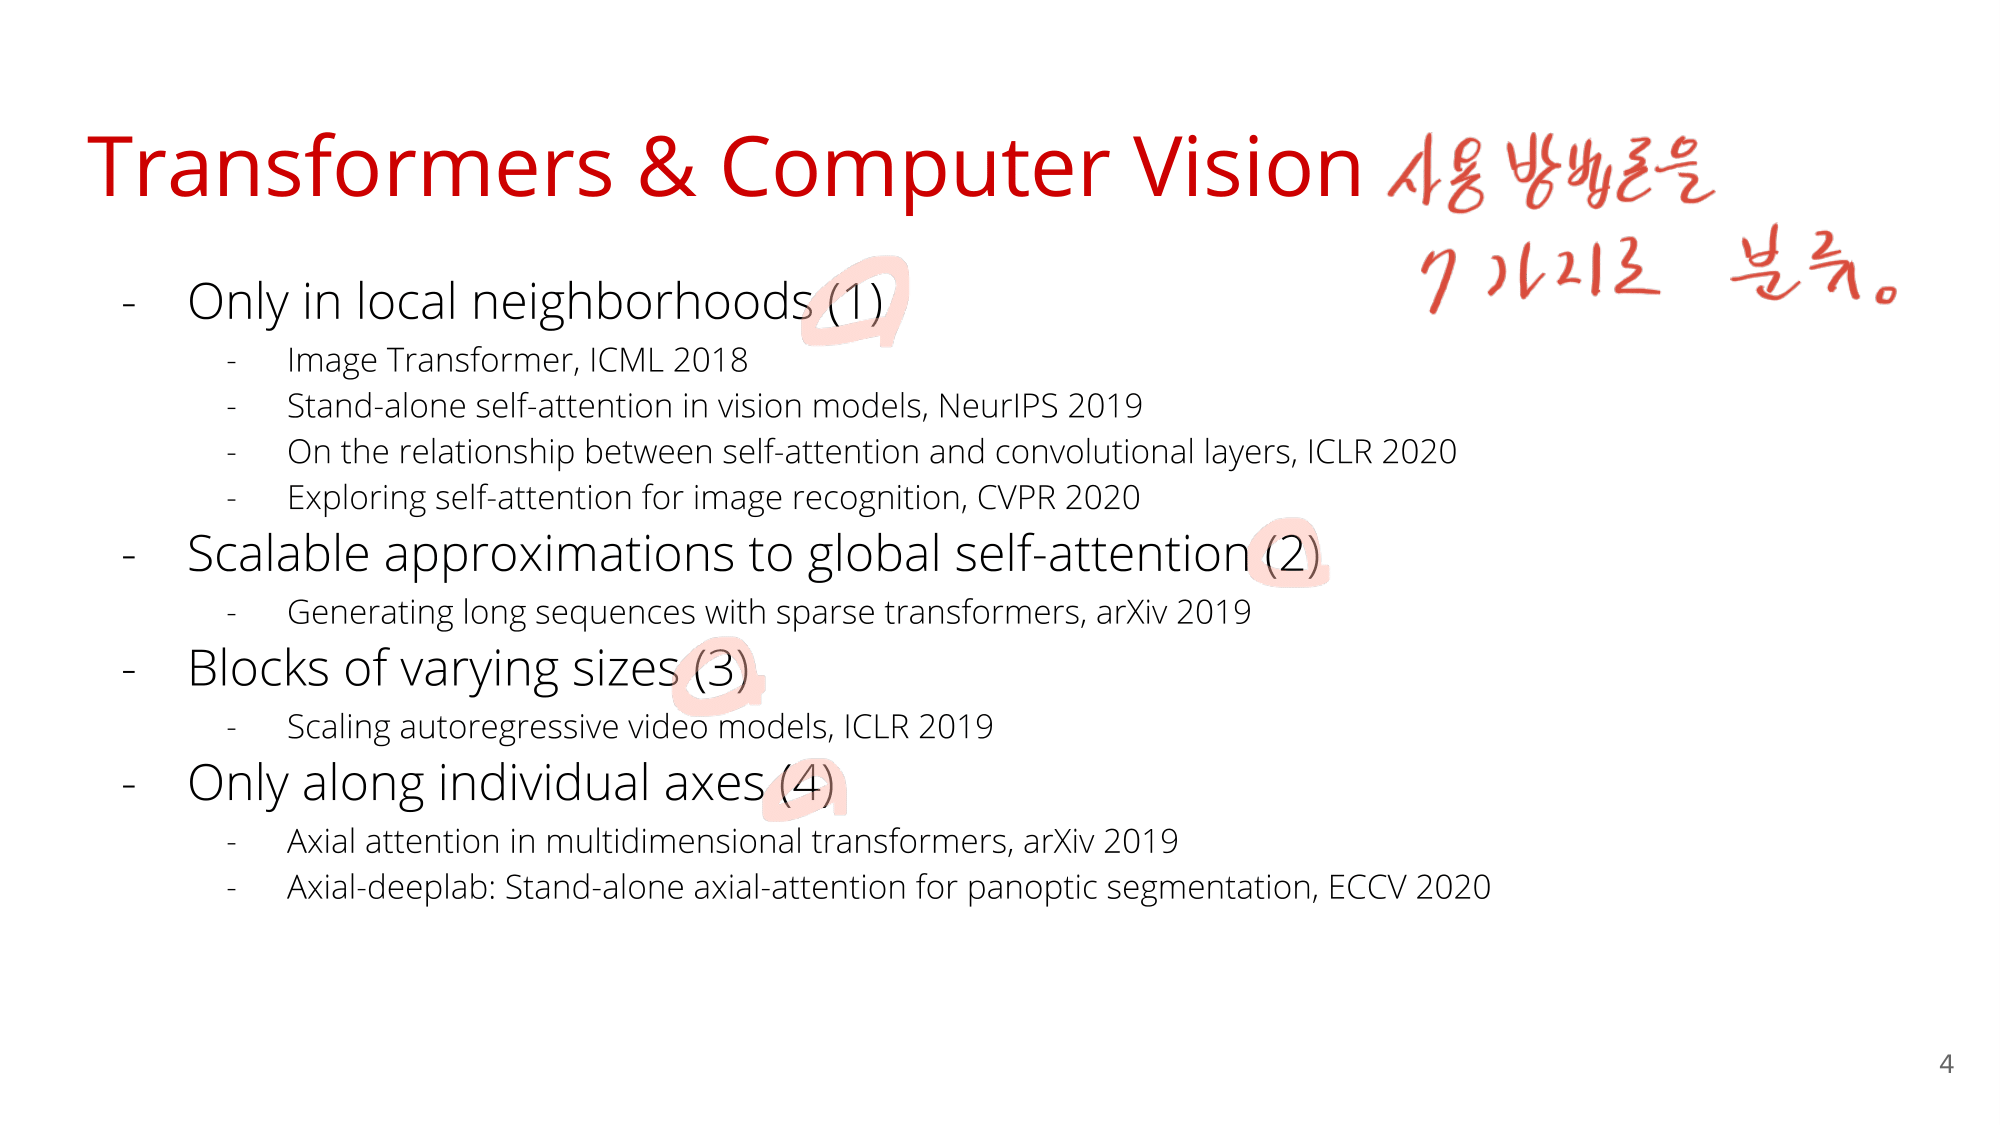 Transformers & Computer Vision 사용 방법론을
7가지로 분류.
- Only in local neighborhoods (1)
- Image Transformer, ICML 2018
- Stand-alone self-attention in vision models, NeurIPS 2019
- On the relationship between self-attention and convolutional layers, ICLR 2020
- Exploring self-attention for image recognition, CVPR 2020
- Scalable approximations to global self-attention (2)
- Generating long sequences with sparse transformers, arXiv 2019
- Blocks of varying sizes (3)
- Scaling autoregressive video models, ICLR 2019
- Only along individual axes (4)
- Axial attention in multidimensional transformers, arXiv 2019
- Axial-deeplab: Stand-alone axial-attention for panoptic segmentation, ECCV 2020
4